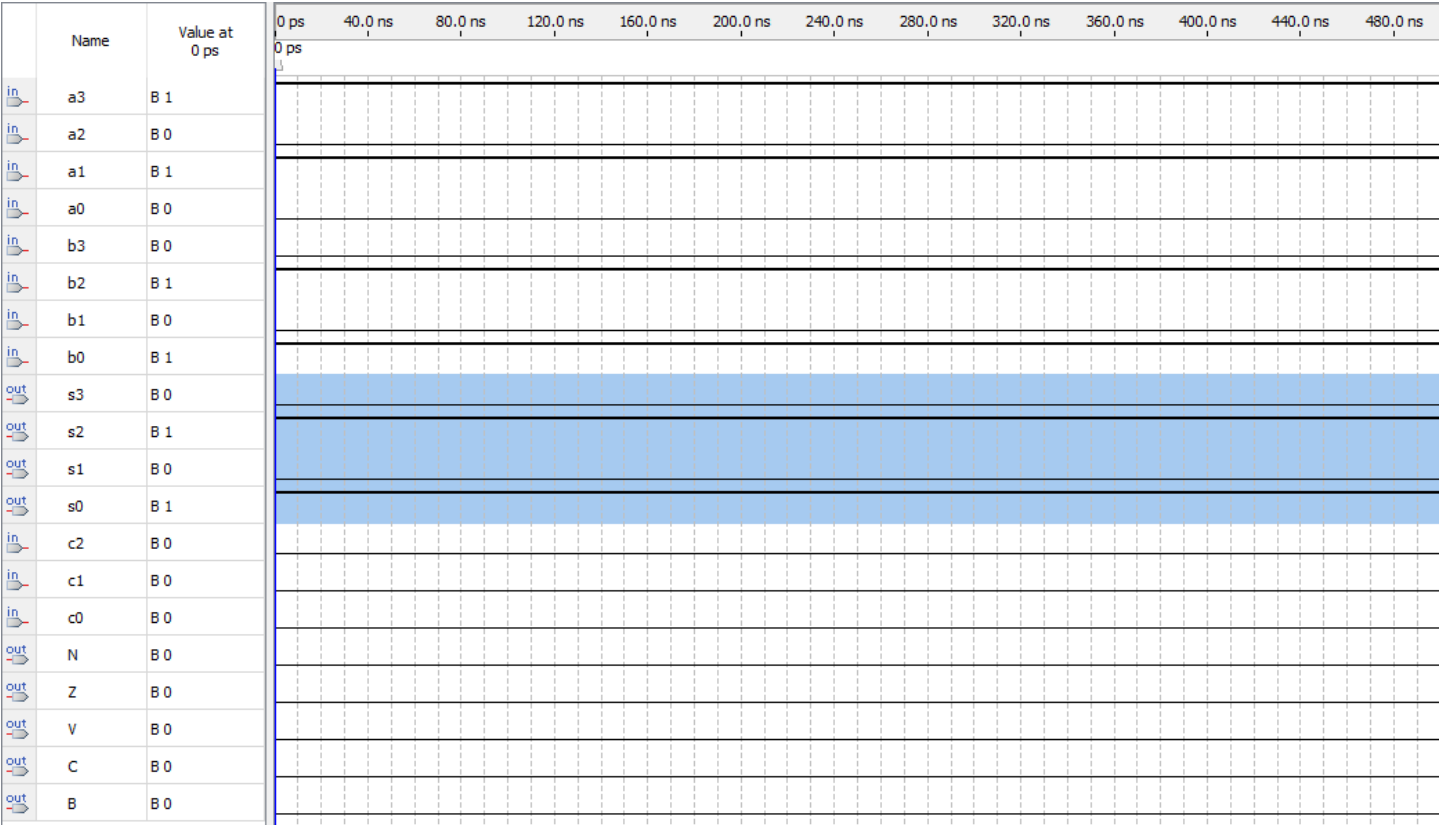 Name Value at 0 ps 0 ps 40.0 ns 80.0 ns 120.0 ns 160.0 ns 200.0 ns 240.0 ns 280.0 ns 320.0 ns 360.0 ns 400.0 ns 440.0 ns 480.0 ns
0 ps
in a3 B 1
in a2 B 0
in a1 B 1
in a0 B 0
in b3 B 0
in b2 B 1
in b1 B 0
in b0 B 1
out s3 B 0
out s2 B 1
out s1 B 0
out s0 B 1
in c2 B 0
in c1 B 0
in c0 B 0
out N B 0
out Z B 0
out V B 0
out C B 0
out B B 0